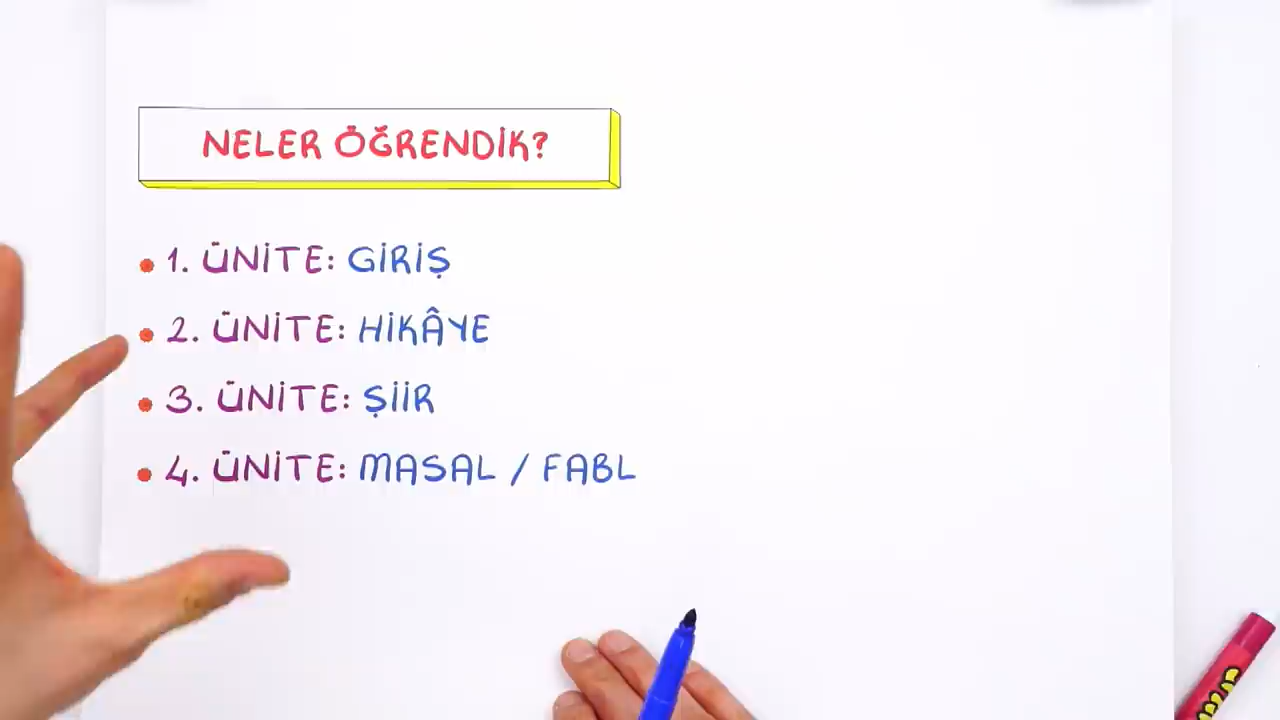 NELER ÖĞRENDİK?
1. ÜNİTE: GİRİŞ
2. ÜNİTE: HİKÂYE
3. ÜNİTE: ŞİİR
4. ÜNİTE: MASAL / FABL